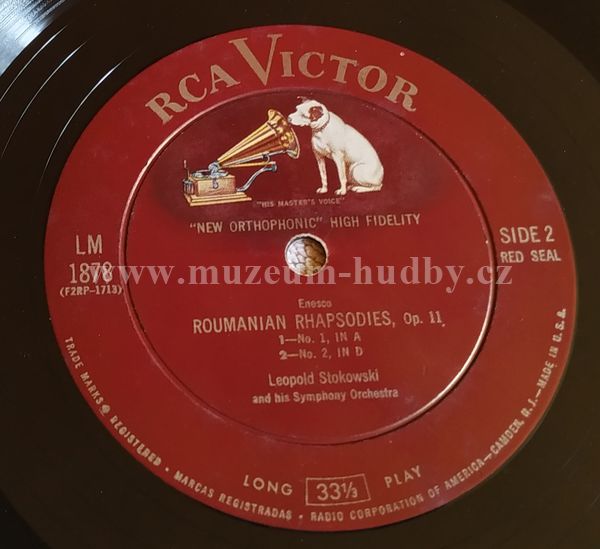 RCA VICTOR
"HIS MASTER'S VOICE"
"NEW ORTHOPHONIC" HIGH FIDELITY
LM
1878
(F2RP-1713)
SIDE 2
RED SEAL
www.muzeum-hudby.cz
Enesco
ROUMANIAN RHAPSODIES, Op. 11
1—No. 1, IN A
2—No. 2, IN D
Leopold Stokowski
and his Symphony Orchestra
LONG 33⅓ PLAY
TRADE MARKS ® REGISTERED • MARCAS REGISTRADAS • RADIO CORPORATION OF AMERICA—CAMDEN, N. J.—MADE IN U.S.A.